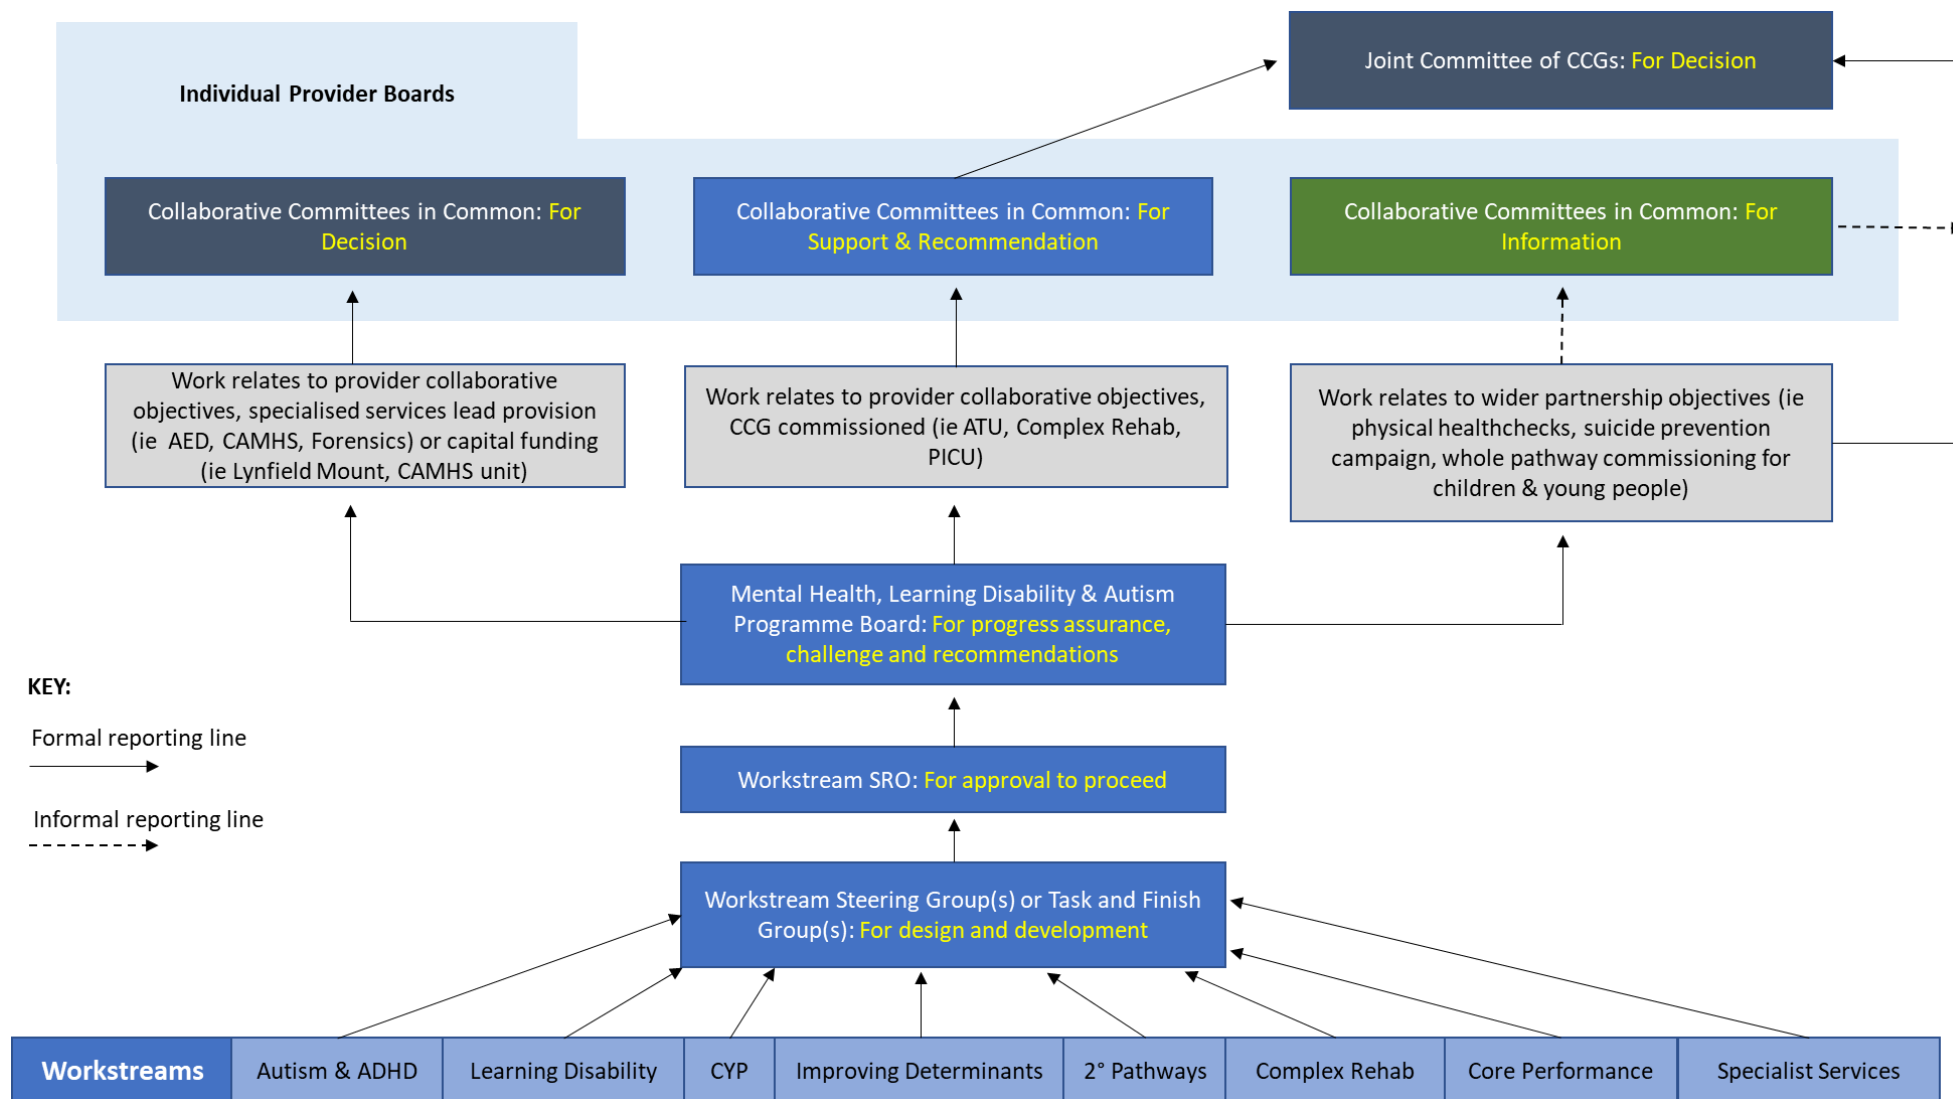 Joint Committee of CCGs: For Decision
Individual Provider Boards
Collaborative Committees in Common: For
Decision
Collaborative Committees in Common: For
Support & Recommendation
Collaborative Committees in Common: For
Information
Work relates to provider collaborative
objectives, specialised services lead provision
(ie AED, CAMHS, Forensics) or capital funding
(ie Lynfield Mount, CAMHS unit)
Work relates to provider collaborative objectives,
CCG commissioned (ie ATU, Complex Rehab,
PICU)
Work relates to wider partnership objectives (ie
physical healthchecks, suicide prevention
campaign, whole pathway commissioning for
children & young people)
Mental Health, Learning Disability & Autism
Programme Board: For progress assurance,
challenge and recommendations
KEY:
Formal reporting line
Informal reporting line
Workstream SRO: For approval to proceed
Workstream Steering Group(s) or Task and Finish
Group(s): For design and development
Workstreams
Autism & ADHD
Learning Disability
CYP
Improving Determinants
2° Pathways
Complex Rehab
Core Performance
Specialist Services